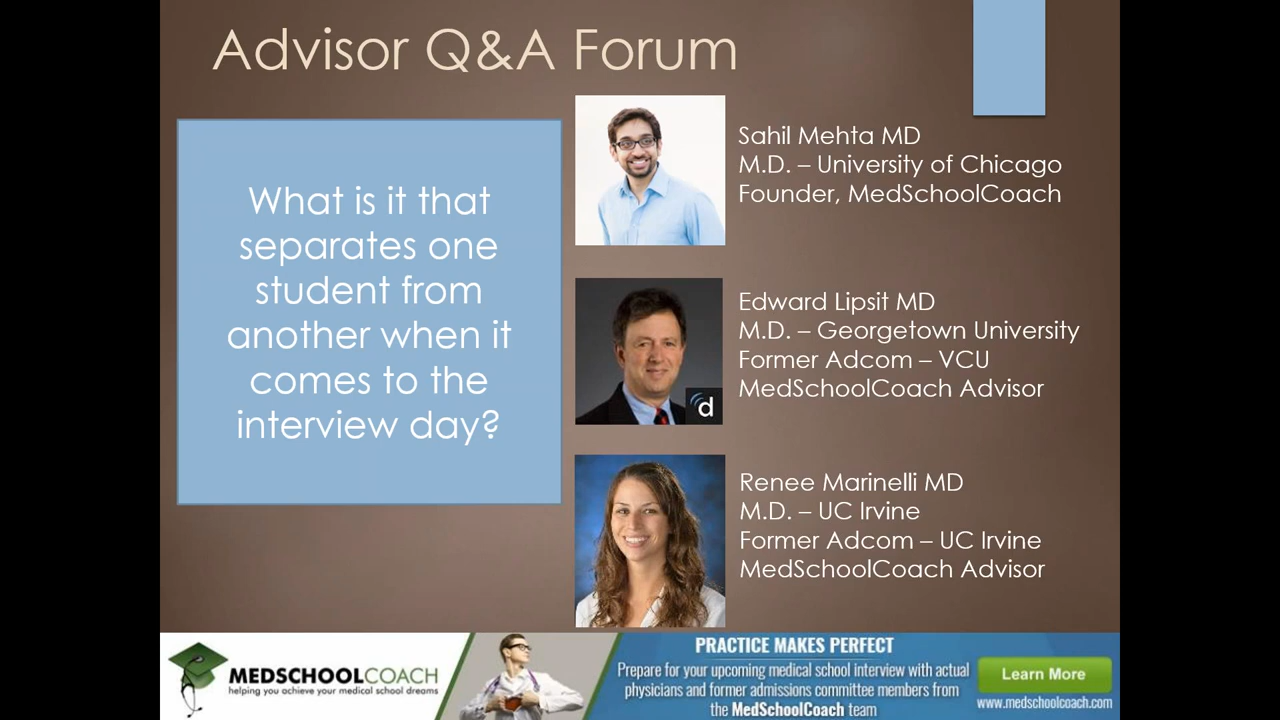 Advisor Q&A Forum
What is it that
separates one
student from
another when it
comes to the
interview day?
Sahil Mehta MD
M.D. – University of Chicago
Founder, MedSchoolCoach
Edward Lipsit MD
M.D. – Georgetown University
Former Adcom – VCU
MedSchoolCoach Advisor
d
Renee Marinelli MD
M.D. – UC Irvine
Former Adcom – UC Irvine
MedSchoolCoach Advisor
MEDSCHOOLCOACH
helping you achieve your medical school dreams
PRACTICE MAKES PERFECT
Prepare for your upcoming medical school interview with actual
physicians and former admissions committee members from
the MedSchoolCoach team
Learn More
www.medschoolcoach.com